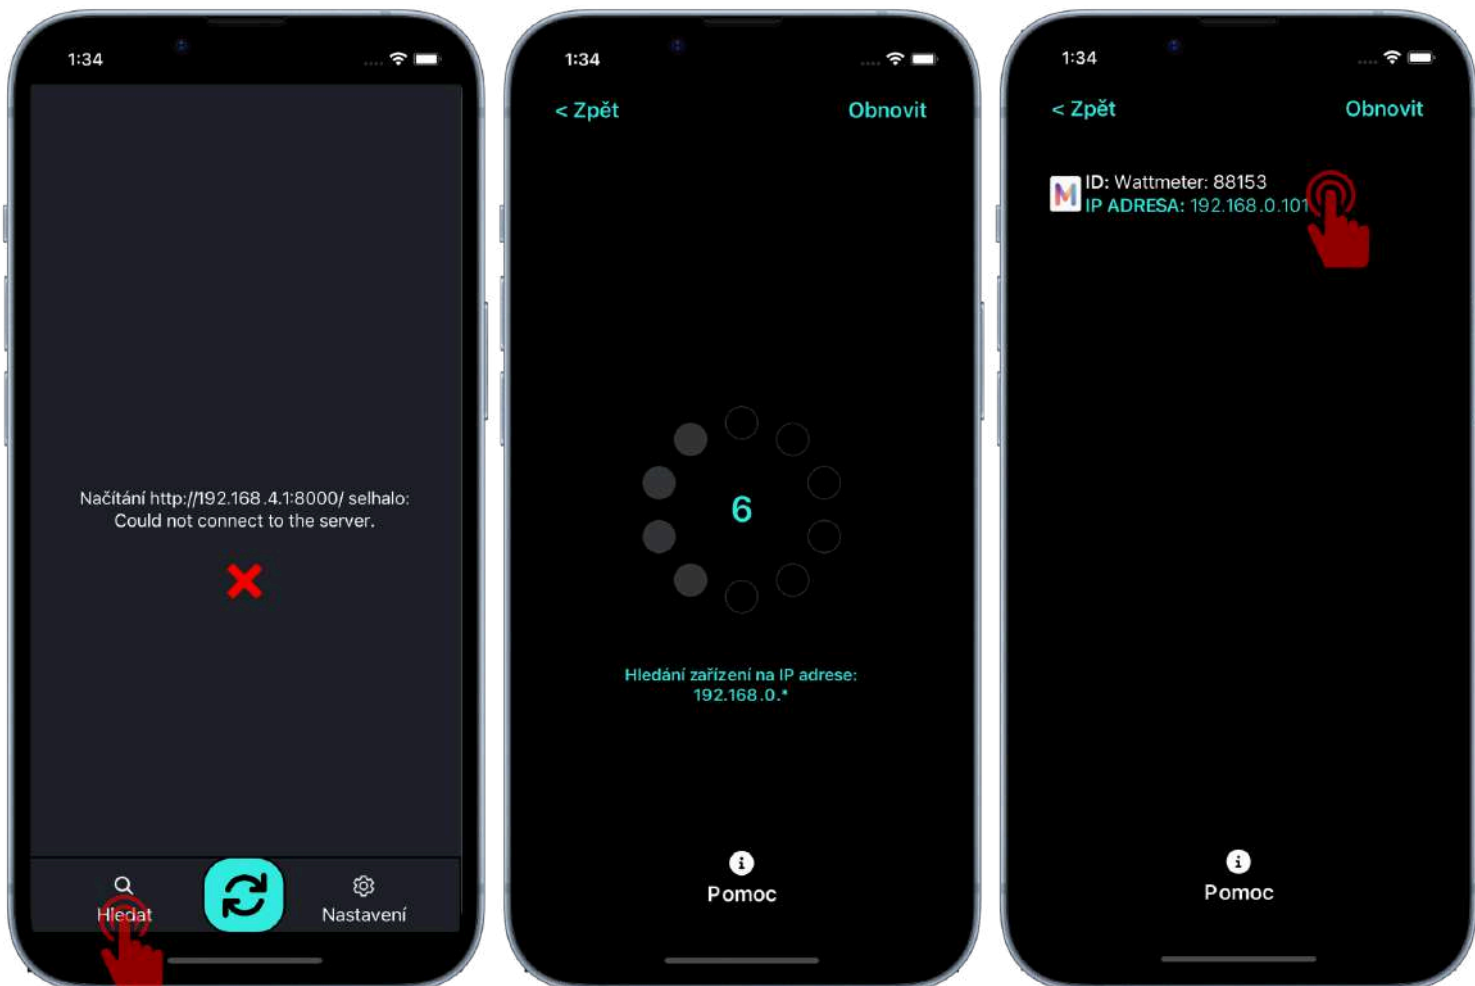 1:34
Načítání http://192.168.4.1:8000/ selhalo:
Could not connect to the server.
Hledat
Nastavení
1:34
< Zpět
Obnovit
6
Hledání zařízení na IP adrese:
192.168.0.*
Pomoc
1:34
< Zpět
Obnovit
M
ID: Wattmeter: 88153
IP ADRESA: 192.168.0.101
Pomoc